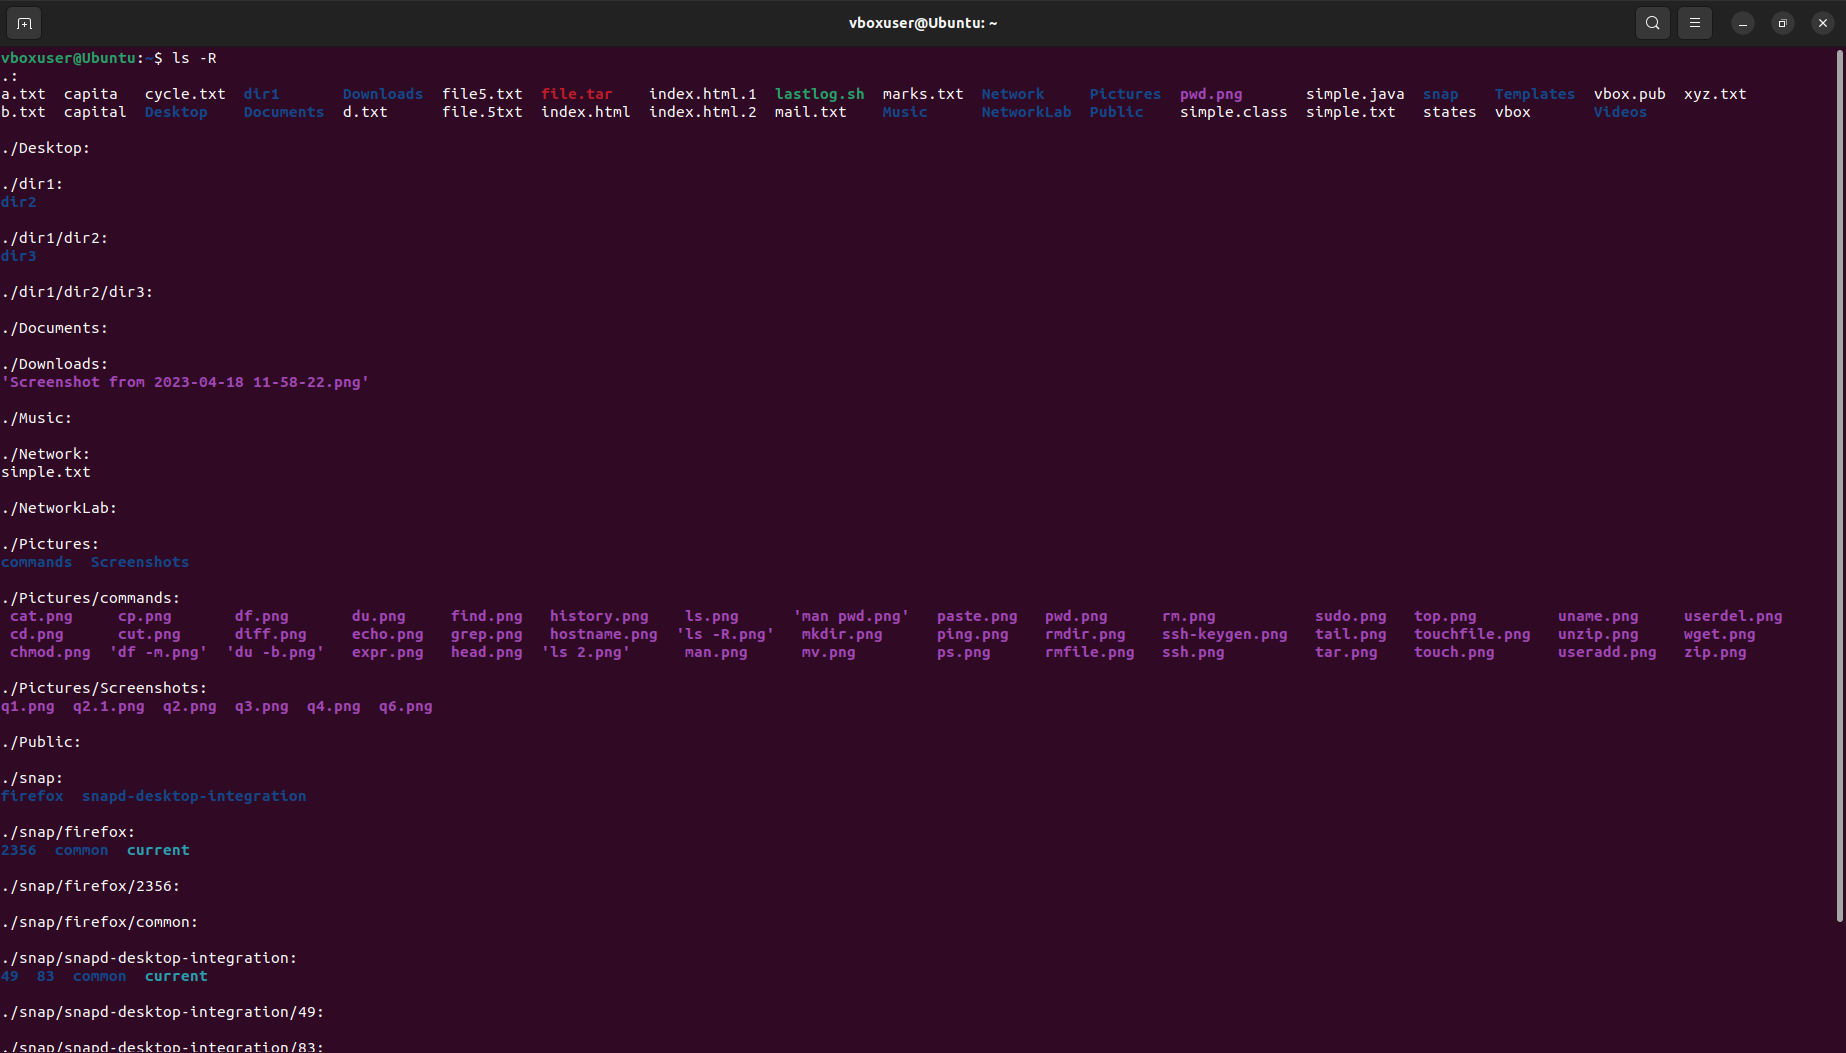 vboxuser@Ubuntu: ~
vboxuser@Ubuntu:~$ ls -R
.:
a.txt  capita   cycle.txt  dir1       Downloads  file5.txt  file.tar    index.html.1  lastlog.sh  marks.txt  Network     Pictures  pwd.png       simple.java  snap    Templates  vbox.pub  xyz.txt
b.txt  capital  Desktop    Documents  d.txt      file.5txt  index.html  index.html.2  mail.txt    Music      NetworkLab  Public    simple.class  simple.txt   states  vbox       Videos
./Desktop:
./dir1:
dir2
./dir1/dir2:
dir3
./dir1/dir2/dir3:
./Documents:
./Downloads:
'Screenshot from 2023-04-18 11-58-22.png'
./Music:
./Network:
simple.txt
./NetworkLab:
./Pictures:
commands  Screenshots
./Pictures/commands:
cat.png     cp.png       df.png       du.png     find.png   history.png    ls.png      'man pwd.png'   paste.png   pwd.png     rm.png           sudo.png   top.png         uname.png     userdel.png
cd.png      cut.png      diff.png     echo.png   grep.png   hostname.png  'ls -R.png'   mkdir.png      ping.png    rmdir.png   ssh-keygen.png   tail.png   touchfile.png   unzip.png     wget.png
chmod.png  'df -m.png'  'du -b.png'   expr.png   head.png  'ls 2.png'      man.png      mv.png         ps.png      rmfile.png  ssh.png          tar.png    touch.png       useradd.png   zip.png
./Pictures/Screenshots:
q1.png  q2.1.png  q2.png  q3.png  q4.png  q6.png
./Public:
./snap:
firefox  snapd-desktop-integration
./snap/firefox:
2356  common  current
./snap/firefox/2356:
./snap/firefox/common:
./snap/snapd-desktop-integration:
49  83  common  current
./snap/snapd-desktop-integration/49:
./snap/snapd-desktop-integration/83: